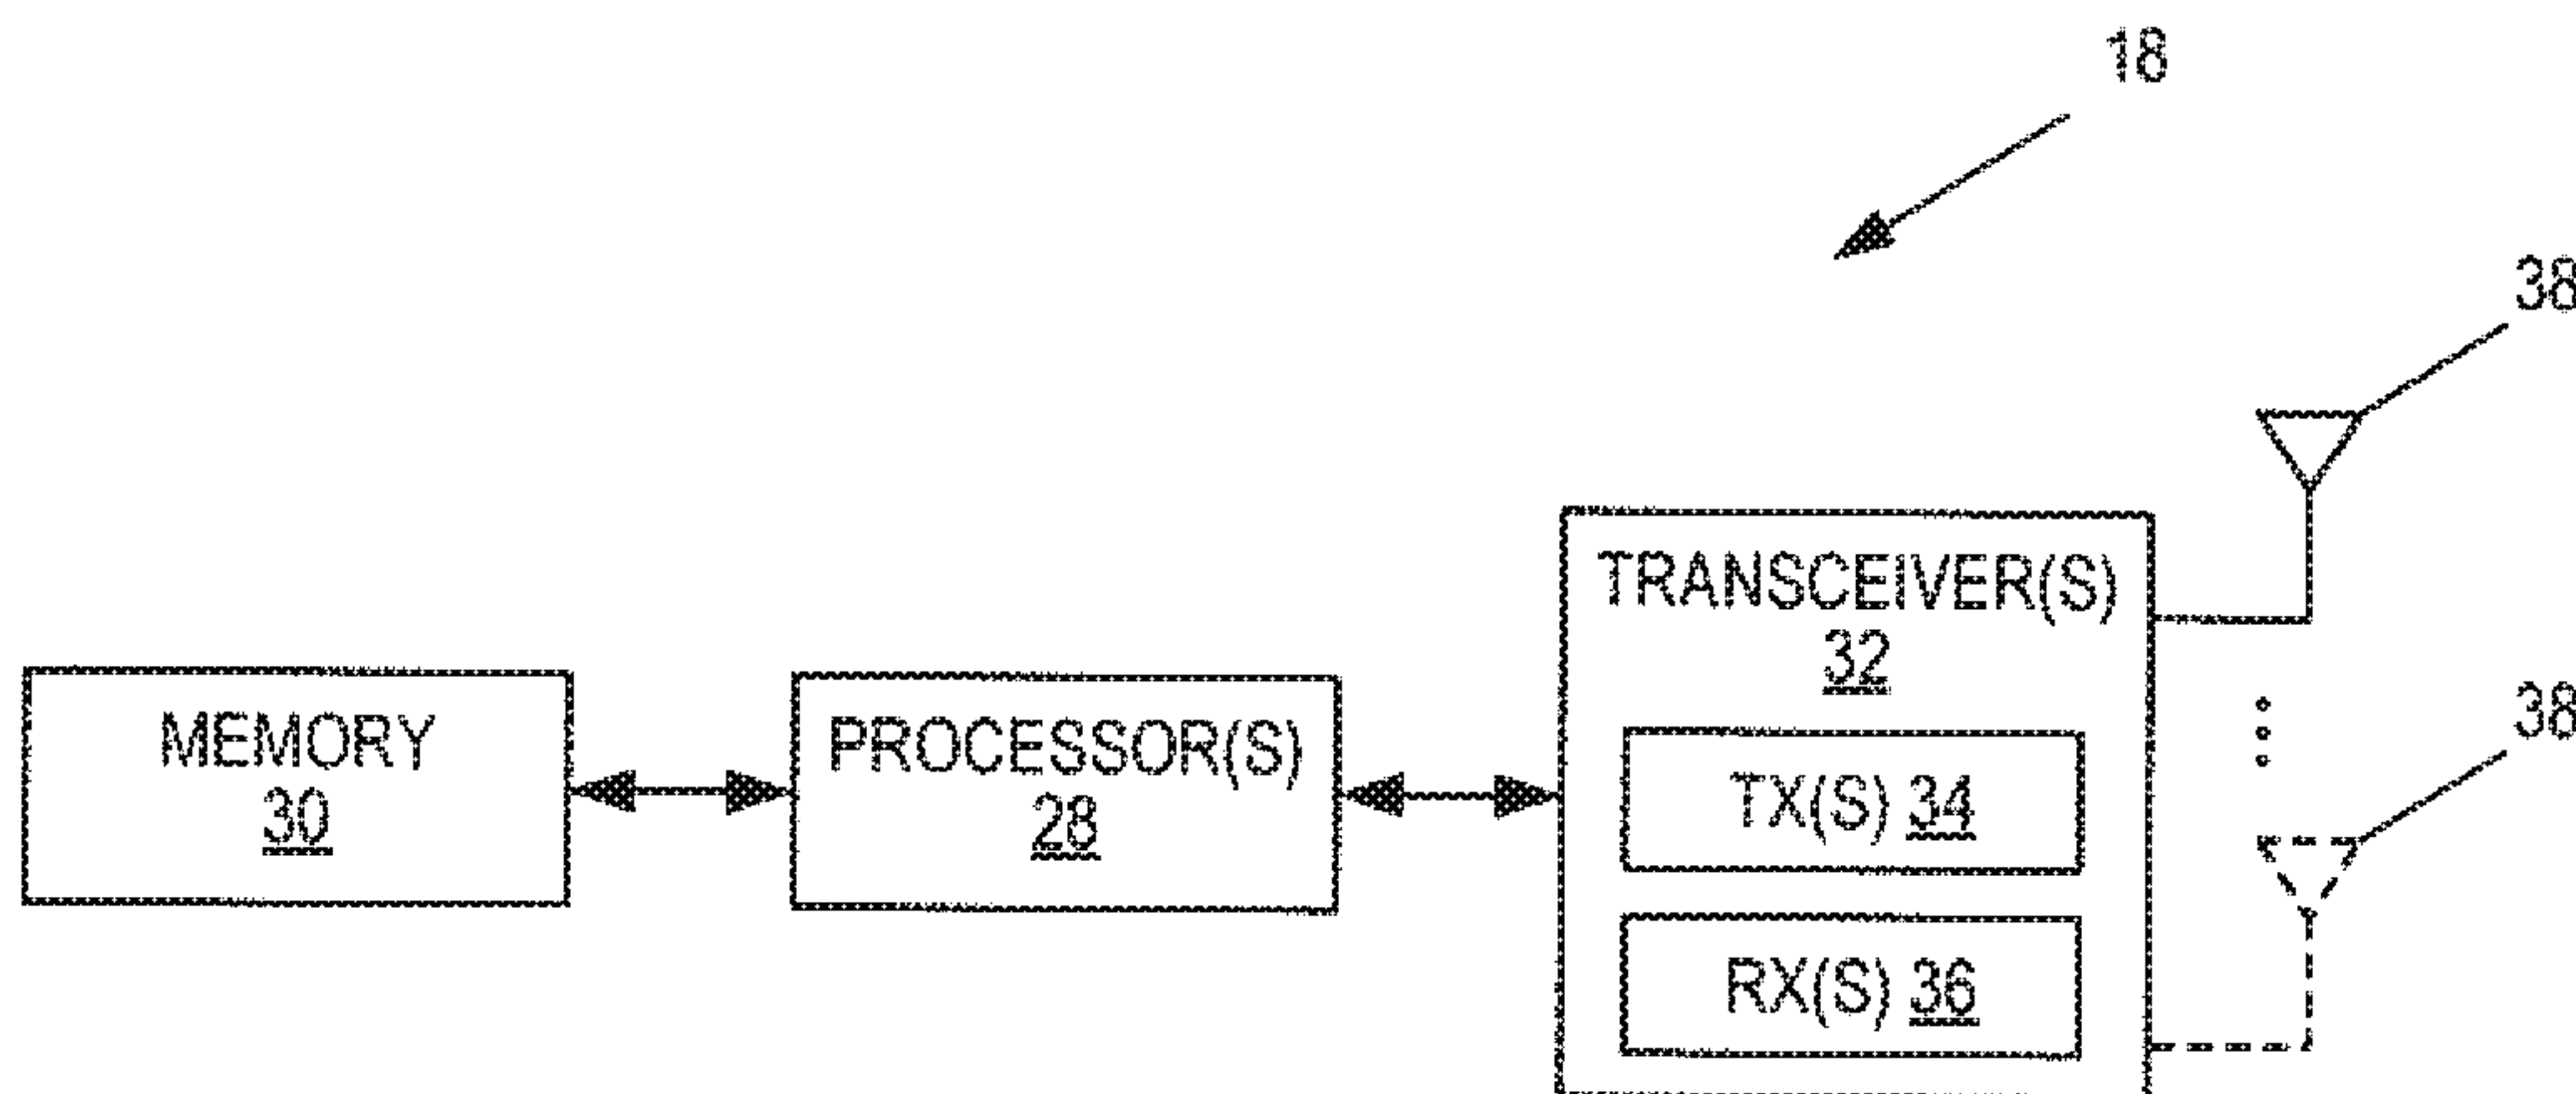 18
38
TRANSCEIVER(S)
32
MEMORY
30
PROCESSOR(S)
28
38
TX(S) 34
RX(S) 36